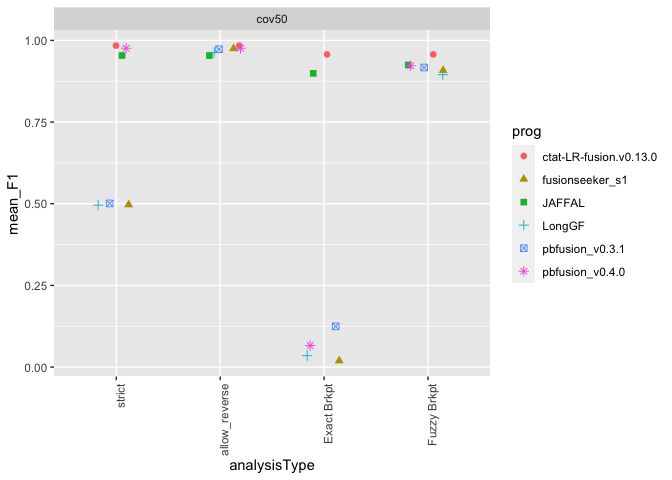 cov50
mean_F1
1.00
0.75
0.50
0.25
0.00
strict
allow_reverse
Exact Brkpt
Fuzzy Brkpt
analysisType
prog
ctat-LR-fusion.v0.13.0
fusionseeker_s1
JAFFAL
LongGF
pbfusion_v0.3.1
pbfusion_v0.4.0